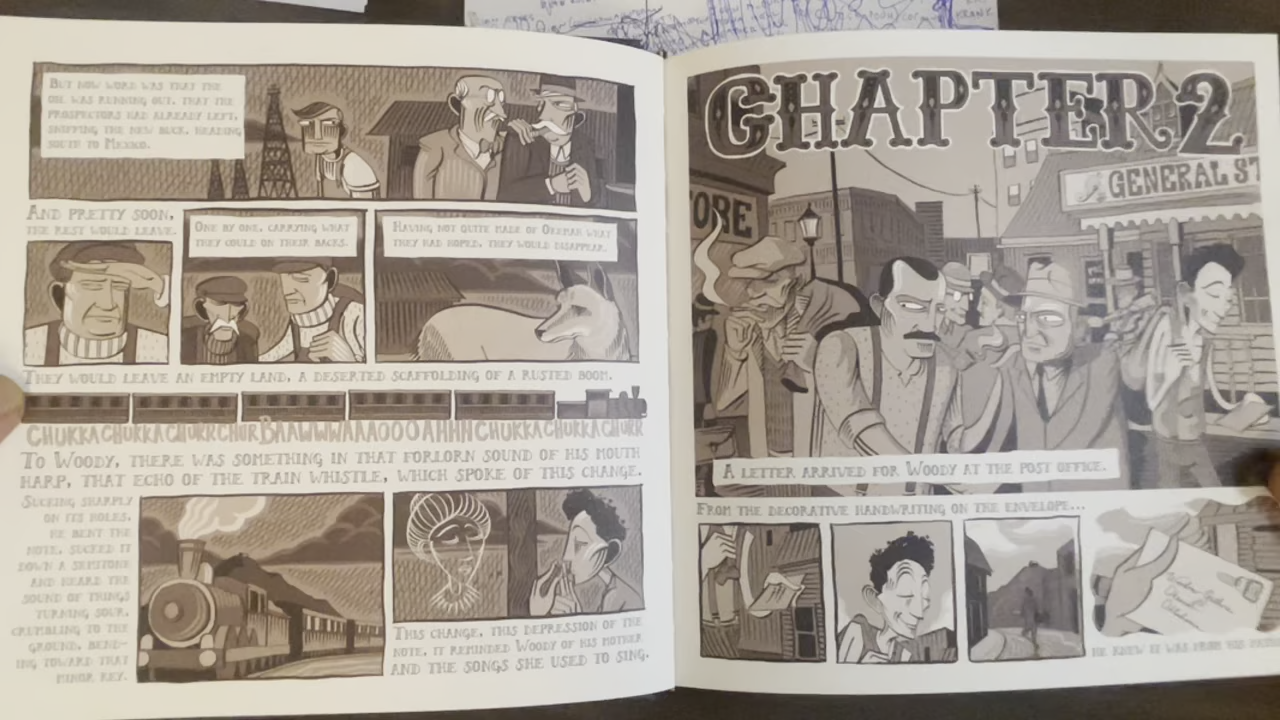 BUT NOW WORD WAS THAT THE
OIL WAS RUNNING OUT, THAT THE
PROSPECTORS HAD ALREADY LEFT,
SNIFFING THE NEW BUCK, HEADING
SOUTH TO MEXICO.
AND PRETTY SOON,
THE REST WOULD LEAVE.
ONE BY ONE, CARRYING WHAT
THEY COULD ON THEIR BACKS.
HAVING NOT QUITE MADE OF OKEMAH WHAT
THEY HAD HOPED, THEY WOULD DISAPPEAR.
THEY WOULD LEAVE AN EMPTY LAND, A DESERTED SCAFFOLDING OF A RUSTED BOOM.
CHUKKACHUKKACHURRCHURBAAWWWAAAOOOAHHHCHUKKACHUKKACHURR
TO WOODY, THERE WAS SOMETHING IN THAT FORLORN SOUND OF HIS MOUTH
HARP, THAT ECHO OF THE TRAIN WHISTLE, WHICH SPOKE OF THIS CHANGE.
SUCKING SHARPLY
ON ITS HOLES,
HE BENT THE
NOTE, SUCKED IT
DOWN A SEMITONE
AND HEARD THE
SOUND OF THINGS
TURNING SOUR,
CRUMBLING TO THE
GROUND, BEND-
ING TOWARD THAT
MINOR KEY.
THIS CHANGE, THIS DEPRESSION OF THE
NOTE, IT REMINDED WOODY OF HIS MOTHER
AND THE SONGS SHE USED TO SING.
CHAPTER 2
ORE
GENERAL ST
A LETTER ARRIVED FOR WOODY AT THE POST OFFICE.
FROM THE DECORATIVE HANDWRITING ON THE ENVELOPE...
HE KNEW IT WAS FROM HIS